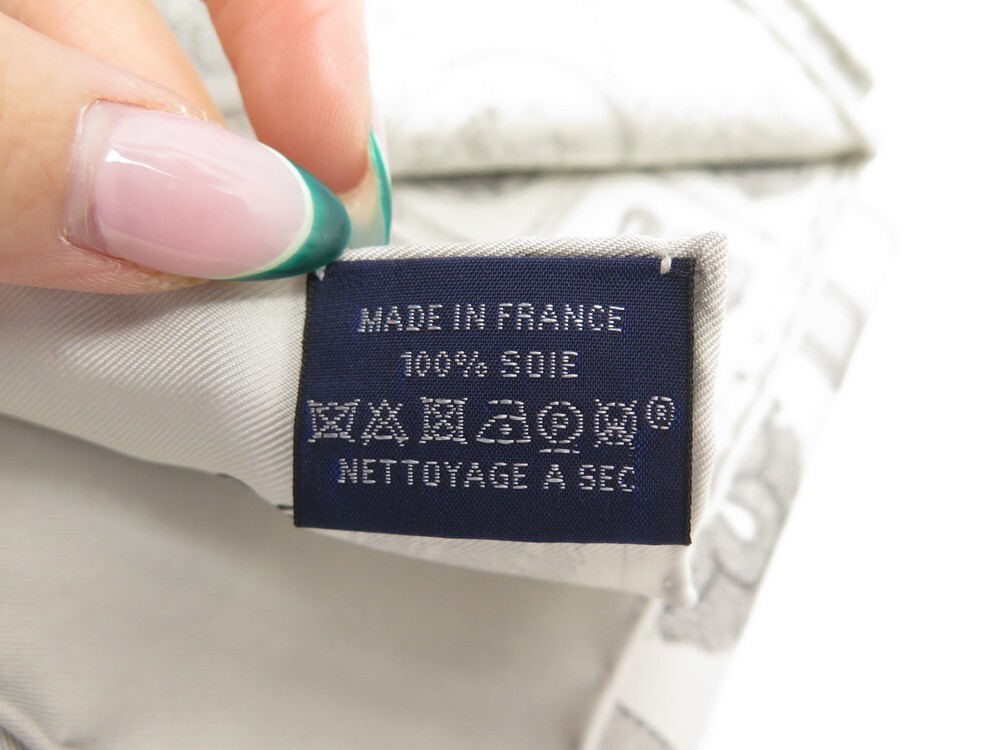 MADE IN FRANCE
100% SOIE
P ®
NETTOYAGE A SEC